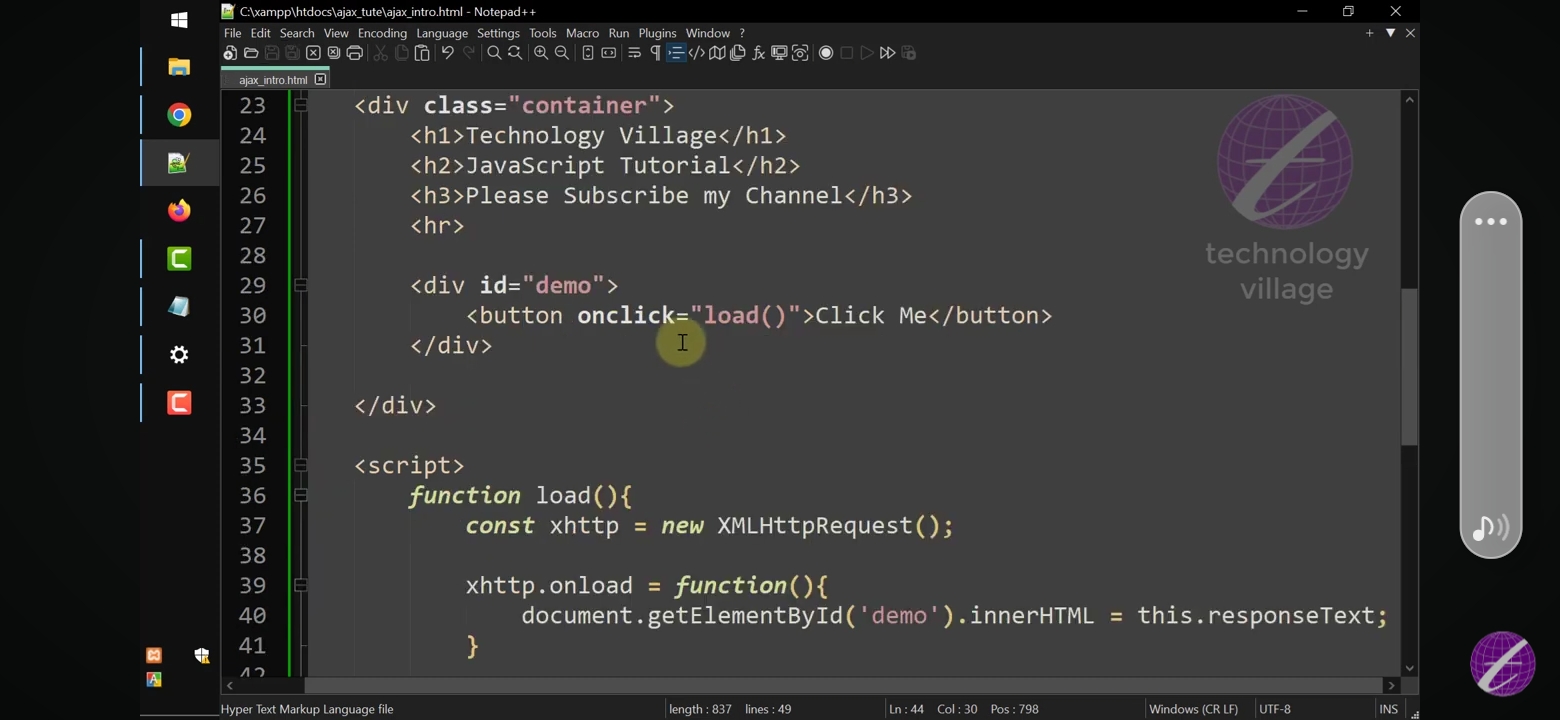 C:\xampp\htdocs\ajax_tute\ajax_intro.html - Notepad++
File Edit Search View Encoding Language Settings Tools Macro Run Plugins Window ?
ajax_intro.html
23 <div class="container">
24 <h1>Technology Village</h1>
25 <h2>JavaScript Tutorial</h2>
26 <h3>Please Subscribe my Channel</h3>
27 <hr>
28
29 <div id="demo">
30 <button onclick="load()">Click Me</button>
31 </div>
32
33 </div>
34
35 <script>
36 function load(){
37 const xhttp = new XMLHttpRequest();
38
39 xhttp.onload = function(){
40 document.getElementById('demo').innerHTML = this.responseText;
41 }
42
technology
village
Hyper Text Markup Language file length : 837 lines : 49 Ln : 44 Col : 30 Pos : 798 Windows (CR LF) UTF-8 INS